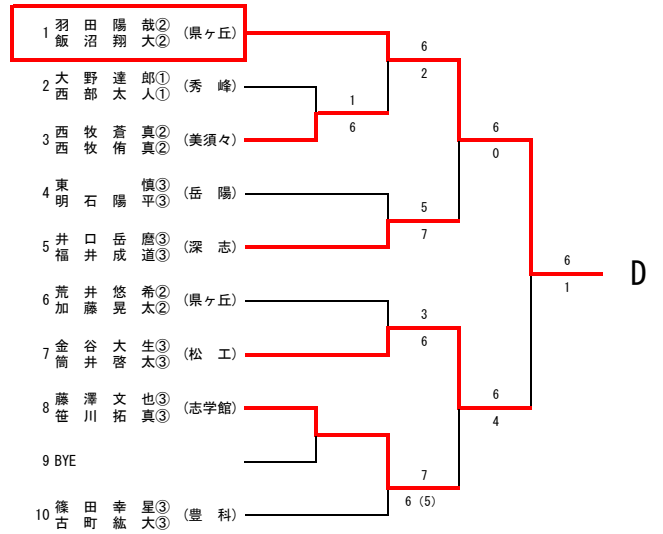 1 羽田陽哉② (県ヶ丘)
飯沼翔大②
2 大野達郎① (秀峰)
西部太人①
3 西牧蒼真② (美須々)
西牧侑真②
4 東慎③ (岳陽)
明石陽平③
5 井口岳麿③ (深志)
福井成道③
6 荒井悠希② (県ヶ丘)
加藤晃太②
7 金谷大生③ (松工)
筒井啓太③
8 藤澤文也③ (志学館)
笹川拓真③
9 BYE
10 篠田幸星③ (豊科)
古町紘大③
1
6
6
2
5
7
3
6
7
6 (5)
6
0
6
4
6
1
D